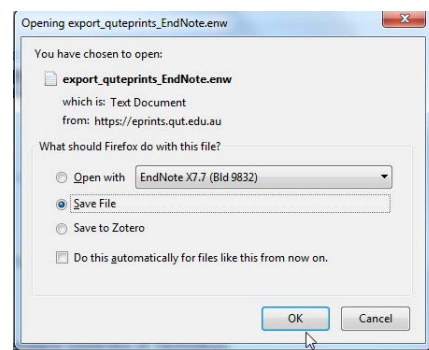 Opening export_quteprints_EndNote.enw
You have chosen to open:
export_quteprints_EndNote.enw
which is: Text Document
from: https://eprints.qut.edu.au
What should Firefox do with this file?
Open with EndNote X7.7 (Bld 9832)
Save File
Save to Zotero
Do this automatically for files like this from now on.
OK Cancel